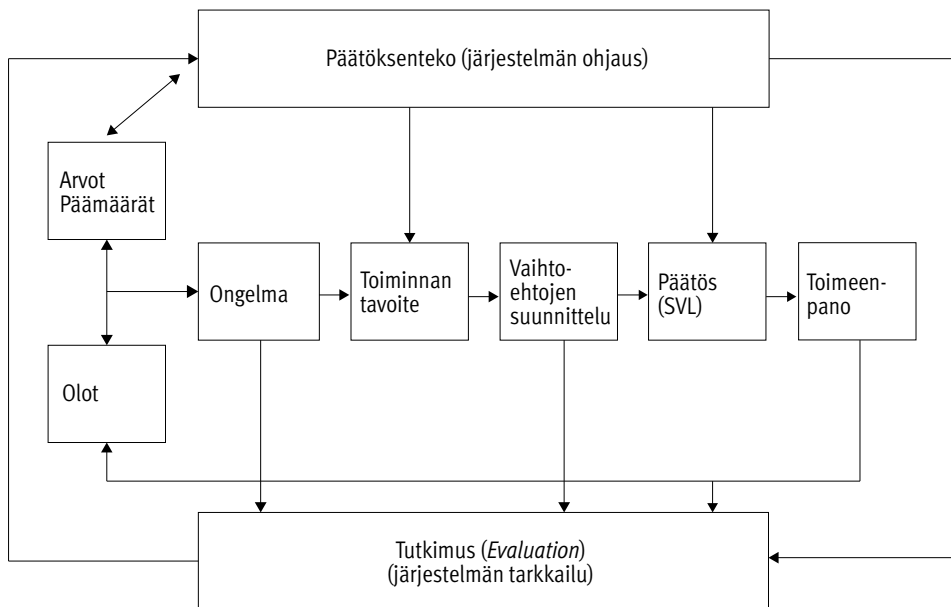 Päätöksenteko (järjestelmän ohjaus)
Arvot
Päämäärät
Ongelma
Toiminnan
tavoite
Vaihto-
ehtojen
suunnittelu
Päätös
(SVL)
Toimeen-
pano
Olot
Tutkimus (Evaluation)
(järjestelmän tarkkailu)